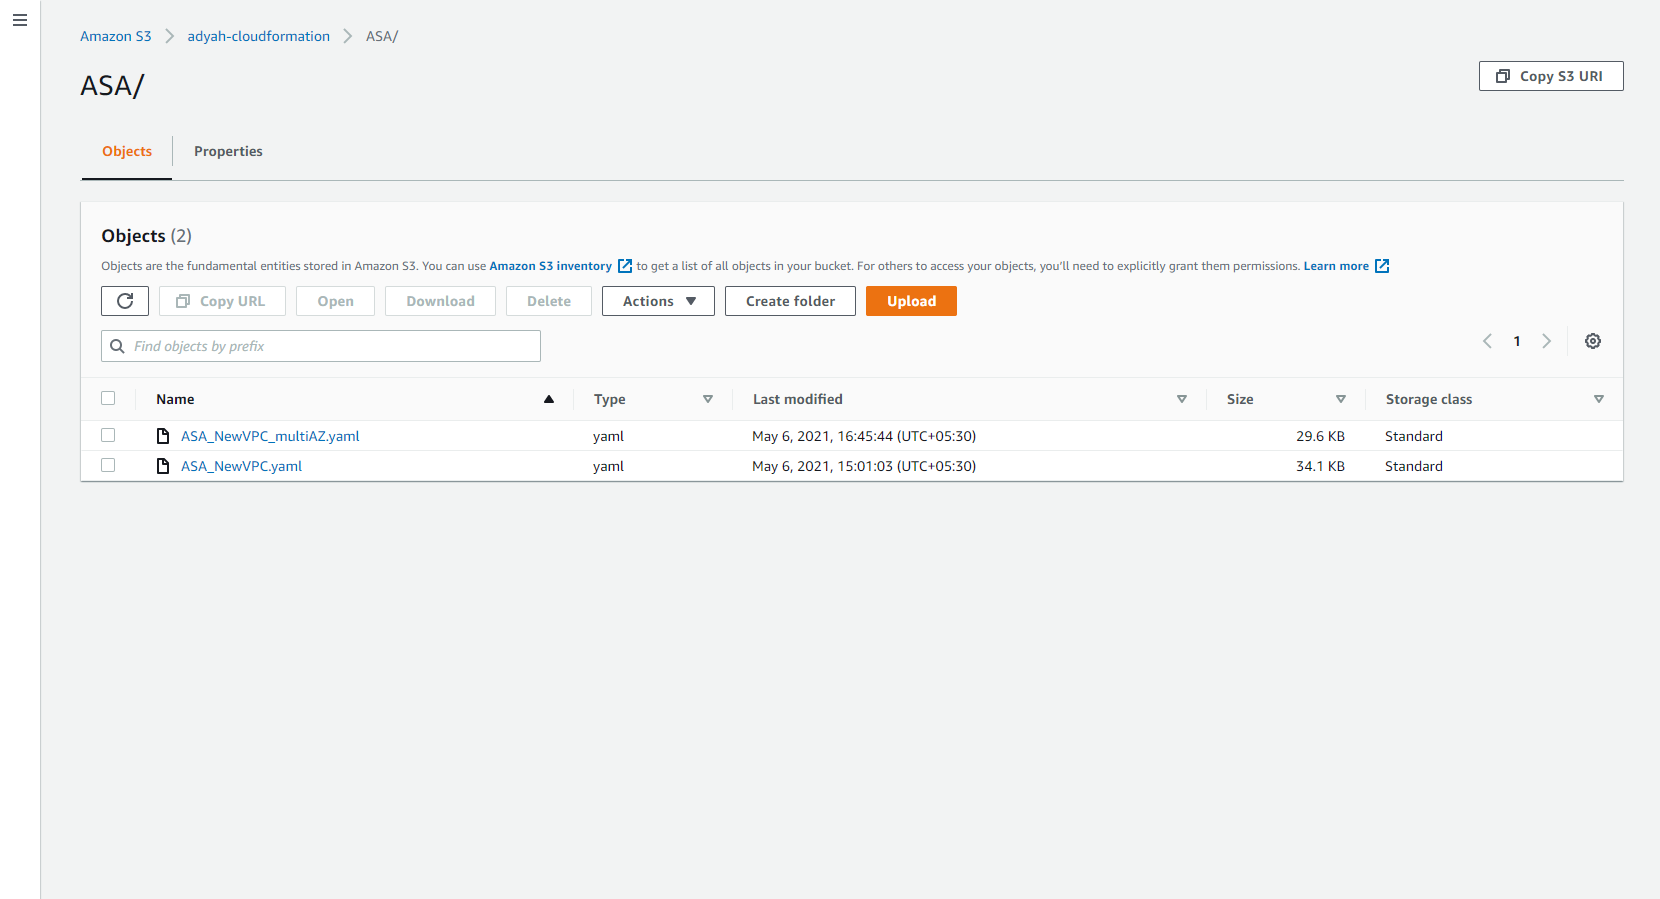 Amazon S3 > adyah-cloudformation > ASA/
ASA/
Copy S3 URI
Objects
Properties
Objects (2)
Objects are the fundamental entities stored in Amazon S3. You can use Amazon S3 inventory to get a list of all objects in your bucket. For others to access your objects, you'll need to explicitly grant them permissions. Learn more
Copy URL Open Download Delete Actions Create folder Upload
Find objects by prefix
1
Name Type Last modified Size Storage class
ASA_NewVPC_multiAZ.yaml yaml May 6, 2021, 16:45:44 (UTC+05:30) 29.6 KB Standard
ASA_NewVPC.yaml yaml May 6, 2021, 15:01:03 (UTC+05:30) 34.1 KB Standard